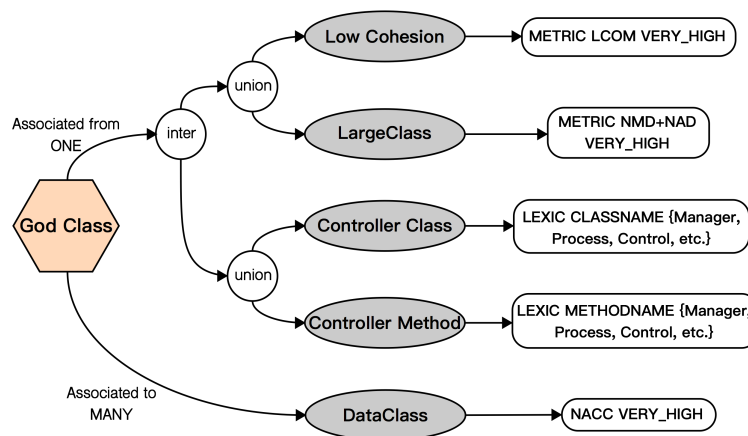 Low Cohesion
METRIC LCOM VERY_HIGH
union
Associated from
ONE
inter
LargeClass
METRIC NMD+NAD
VERY_HIGH
God Class
Controller Class
LEXIC CLASSNAME {Manager,
Process, Control, etc.}
union
Controller Method
LEXIC METHODNAME {Manager,
Process, Control, etc.}
Associated to
MANY
DataClass
NACC VERY_HIGH